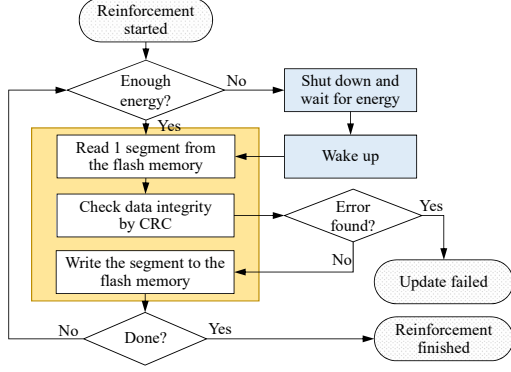 Reinforcement
started
Enough
energy?
No
Shut down and
wait for energy
Yes
Read 1 segment from
the flash memory
Wake up
Check data integrity
by CRC
Error
found?
Yes
No
Write the segment to the
flash memory
Update failed
No
Done?
Yes
Reinforcement
finished